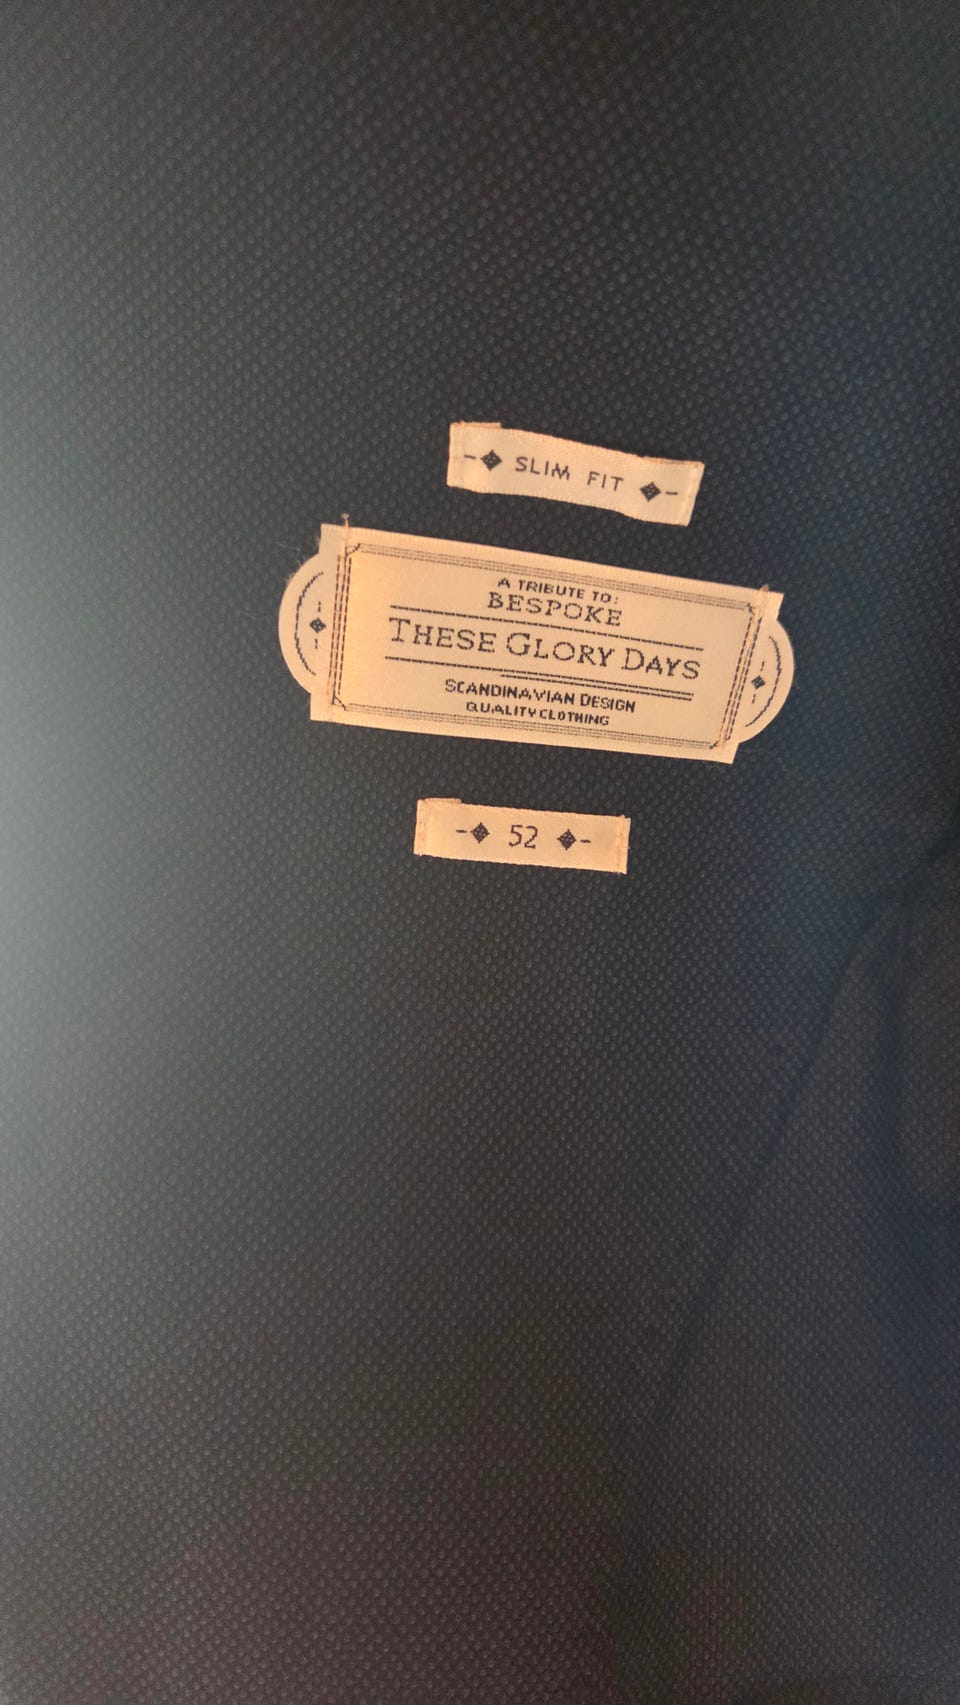 SLIM FIT
A TRIBUTE TO:
BESPOKE
THESE GLORY DAYS
SCANDINAVIAN DESIGN
QUALITY CLOTHING
52